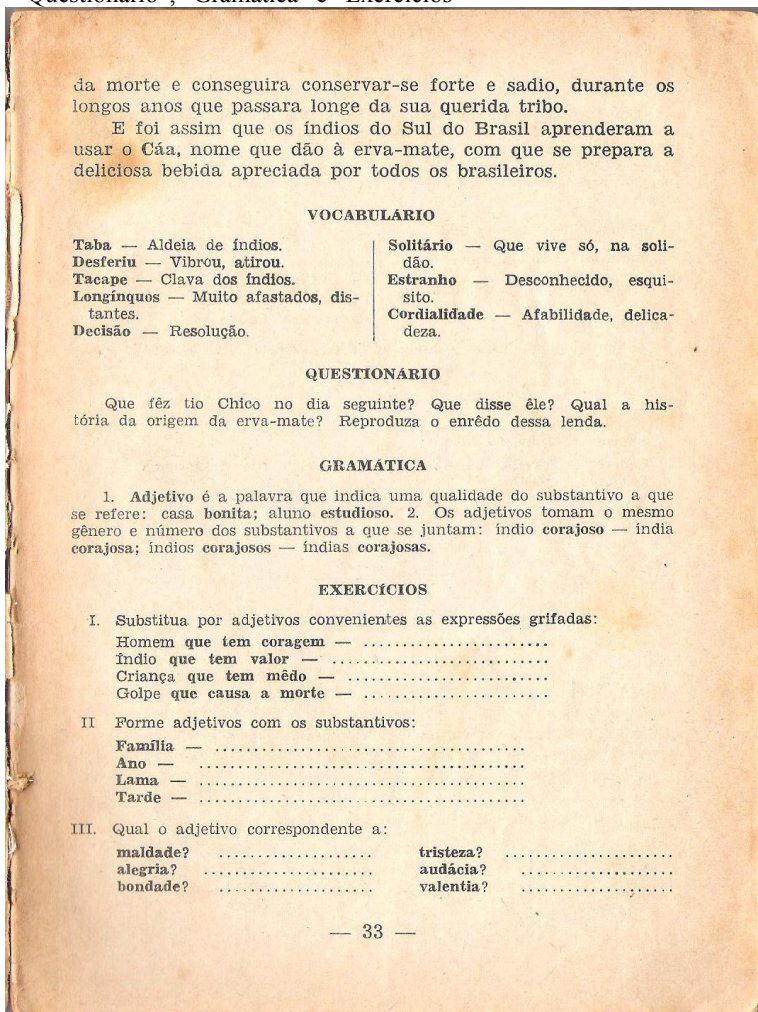 Questionário , Gramática e Exercícios
da morte e conseguira conservar-se forte e sadio, durante os
longos anos que passara longe da sua querida tribo.
E foi assim que os índios do Sul do Brasil aprenderam a
usar o Cáa, nome que dão à erva-mate, com que se prepara a
deliciosa bebida apreciada por todos os brasileiros.
VOCABULÁRIO
Taba — Aldeia de índios.
Desferiu — Vibrou, atirou.
Tacape — Clava dos índios.
Longínquos — Muito afastados, dis-
tantes.
Decisão — Resolução.
Solitário — Que vive só, na soli-
dão.
Estranho — Desconhecido, esqui-
sito.
Cordialidade — Afabilidade, delica-
deza.
QUESTIONÁRIO
Que fêz tio Chico no dia seguinte? Que disse êle? Qual a his-
tória da origem da erva-mate? Reproduza o enrêdo dessa lenda.
GRAMÁTICA
1. Adjetivo é a palavra que indica uma qualidade do substantivo a que
se refere: casa bonita; aluno estudioso. 2. Os adjetivos tomam o mesmo
gênero e número dos substantivos a que se juntam: índio corajoso — índia
corajosa; índios corajosos — índias corajosas.
EXERCÍCIOS
I. Substitua por adjetivos convenientes as expressões grifadas:
Homem que tem coragem — ........................
Índio que tem valor — ............................
Criança que tem mêdo — ..........................
Golpe que causa a morte — ........................
II Forme adjetivos com os substantivos:
Família — ........................................
Ano — ..........................................
Lama — ..........................................
Tarde — ..........................................
III. Qual o adjetivo correspondente a:
maldade? .................... tristeza? ......................
alegria? ...................... audácia? ....................
bondade? .................... valentia? ....................
— 33 —